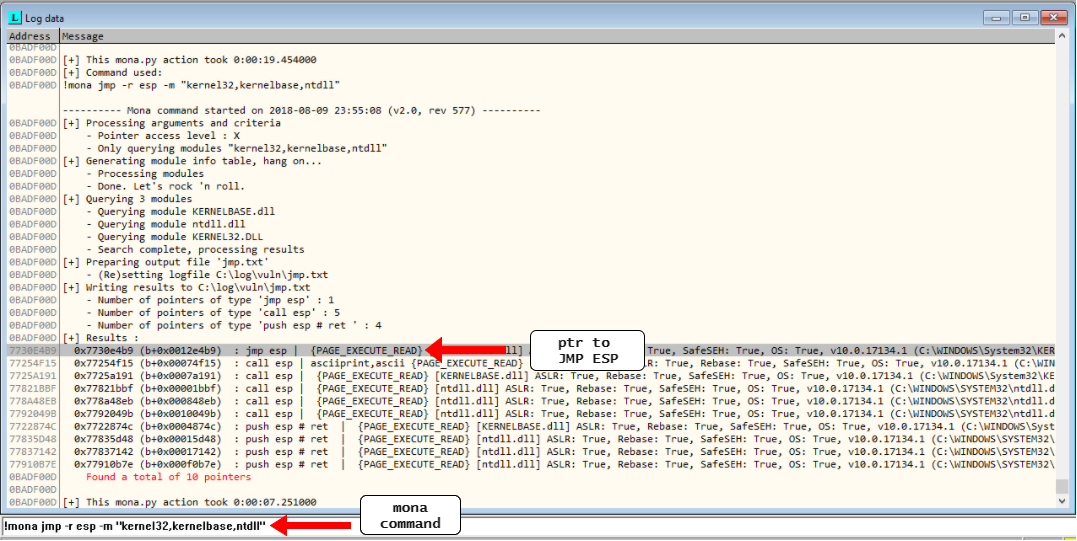 L Log data
Address Message
0BADF00D
0BADF00D [+] This mona.py action took 0:00:19.454000
0BADF00D [+] Command used:
0BADF00D !mona jmp -r esp -m "kernel32,kernelbase,ntdll"
---------- Mona command started on 2018-08-09 23:55:08 (v2.0, rev 577) ----------
0BADF00D [+] Processing arguments and criteria
0BADF00D - Pointer access level : X
0BADF00D - Only querying modules "kernel32,kernelbase,ntdll"
0BADF00D [+] Generating module info table, hang on...
0BADF00D - Processing modules
0BADF00D - Done. Let's rock 'n roll.
0BADF00D [+] Querying 3 modules
0BADF00D - Querying module KERNELBASE.dll
0BADF00D - Querying module ntdll.dll
0BADF00D - Querying module KERNEL32.DLL
0BADF00D - Search complete, processing results
0BADF00D [+] Preparing output file 'jmp.txt'
0BADF00D - (Re)setting logfile C:\log\vuln\jmp.txt
0BADF00D [+] Writing results to C:\log\vuln\jmp.txt
0BADF00D - Number of pointers of type 'jmp esp' : 1
0BADF00D - Number of pointers of type 'call esp' : 5
0BADF00D - Number of pointers of type 'push esp # ret ' : 4
0BADF00D [+] Results :
7730E4B9 0x7730e4b9 (b+0x0012e4b9) : jmp esp | {PAGE_EXECUTE_READ} ll] AS True, SafeSEH: True, OS: True, v10.0.17134.1 (C:\WINDOWS\System32\KER
77254F15 0x77254f15 (b+0x00074f15) : call esp | asciiprint,ascii {PAGE_EXECUTE_READ} LR: True, Rebase: True, SafeSEH: True, OS: True, v10.0.17134.1 (C:\
7725A191 0x7725a191 (b+0x0007a191) : call esp | {PAGE_EXECUTE_READ} [KERNELBASE.dll] ASLR: True, Rebase: True, SafeSEH: True, OS: True, v10.0.17134.1 (C:\WINDOWS\System32\KE
77821BBF 0x77821bbf (b+0x00001bbf) : call esp | {PAGE_EXECUTE_READ} [ntdll.dll] ASLR: True, Rebase: True, SafeSEH: True, OS: True, v10.0.17134.1 (C:\WINDOWS\SYSTEM32\ntdll.d
778A48EB 0x778a48eb (b+0x000848eb) : call esp | {PAGE_EXECUTE_READ} [ntdll.dll] ASLR: True, Rebase: True, SafeSEH: True, OS: True, v10.0.17134.1 (C:\WINDOWS\SYSTEM32\ntdll.d
7792049B 0x7792049b (b+0x0010049b) : call esp | {PAGE_EXECUTE_READ} [ntdll.dll] ASLR: True, Rebase: True, SafeSEH: True, OS: True, v10.0.17134.1 (C:\WINDOWS\SYSTEM32\ntdll.d
7722874C 0x7722874c (b+0x0004874c) : push esp # ret | {PAGE_EXECUTE_READ} [KERNELBASE.dll] ASLR: True, Rebase: True, SafeSEH: True, OS: True, v10.0.17134.1 (C:\WINDOWS\Syste
77835D48 0x77835d48 (b+0x00015d48) : push esp # ret | {PAGE_EXECUTE_READ} [ntdll.dll] ASLR: True, Rebase: True, SafeSEH: True, OS: True, v10.0.17134.1 (C:\WINDOWS\SYSTEM32\
77837142 0x77837142 (b+0x00017142) : push esp # ret | {PAGE_EXECUTE_READ} [ntdll.dll] ASLR: True, Rebase: True, SafeSEH: True, OS: True, v10.0.17134.1 (C:\WINDOWS\SYSTEM32\
77910B7E 0x77910b7e (b+0x000f0b7e) : push esp # ret | {PAGE_EXECUTE_READ} [ntdll.dll] ASLR: True, Rebase: True, SafeSEH: True, OS: True, v10.0.17134.1 (C:\WINDOWS\SYSTEM32\
0BADF00D Found a total of 10 pointers
0BADF00D
0BADF00D [+] This mona.py action took 0:00:07.251000
ptr to
JMP ESP
mona
command
!mona jmp -r esp -m "kernel32,kernelbase,ntdll"